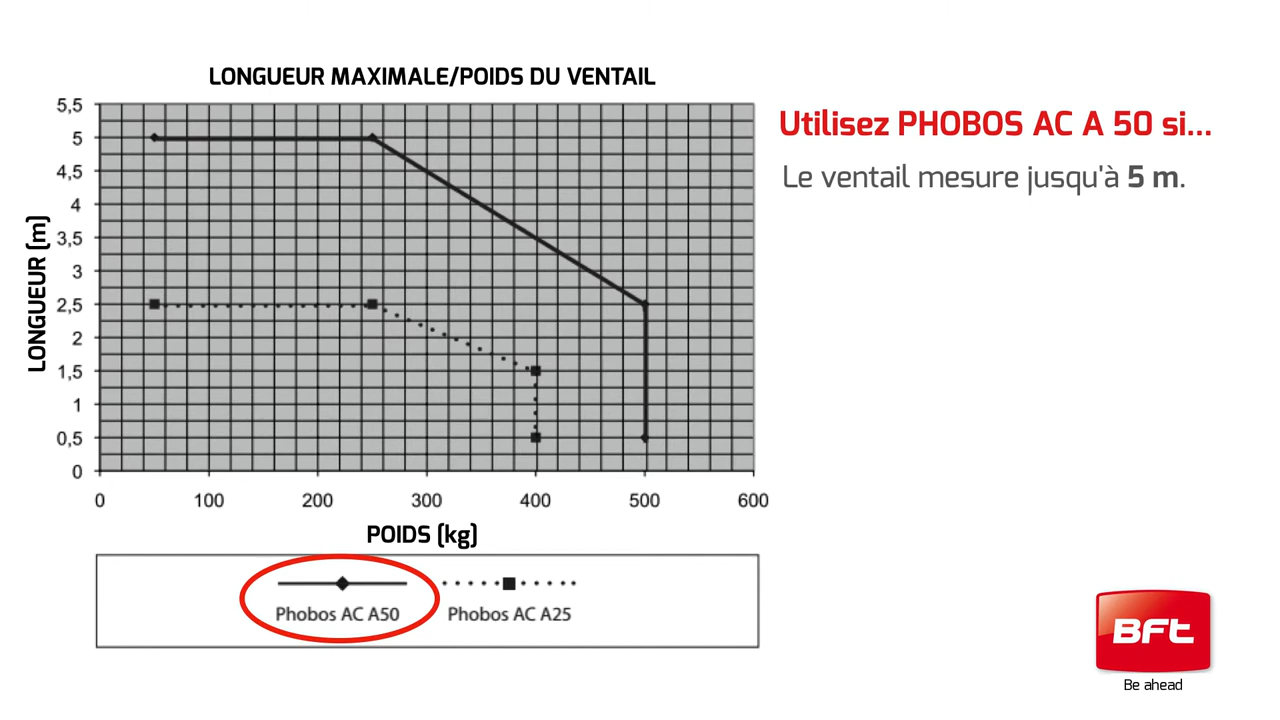 LONGUEUR MAXIMALE/POIDS DU VENTAIL
5,5
5
4,5
4
3,5
3
2,5
2
1,5
1
0,5
0
LONGUEUR [m]
0 100 200 300 400 500 600
POIDS [kg]
Phobos AC A50 Phobos AC A25
Utilisez PHOBOS AC A 50 si...
Le ventail mesure jusqu'à 5 m.
BFt
Be ahead